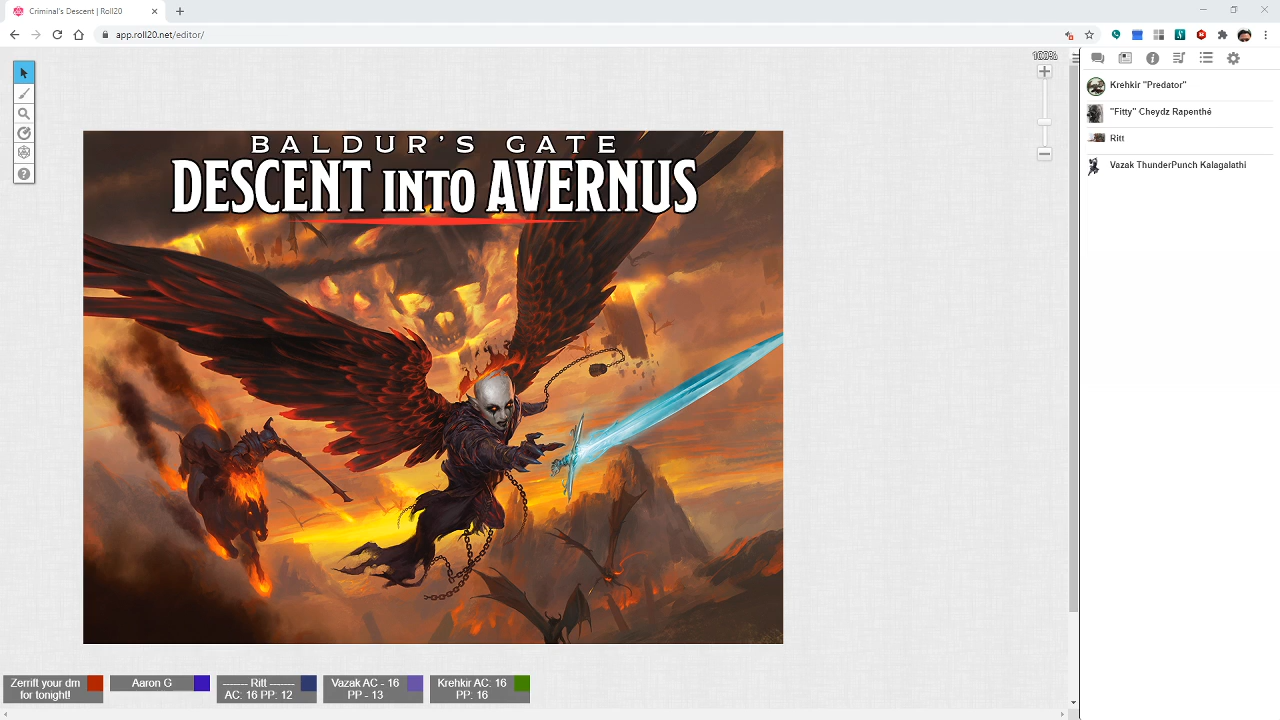 Criminal's Descent | Roll20
app.roll20.net/editor/
100%
BALDUR'S GATE
DESCENT INTO AVERNUS
Krehkir "Predator"
"Fitty" Cheydz Rapenthé
Ritt
Vazak ThunderPunch Kalagalathi
Zerrift your dm
for tonight!
Aaron G
-------- Ritt --------
AC: 16 PP: 12
Vazak AC - 16
PP - 13
Krehkir AC: 16
PP: 16